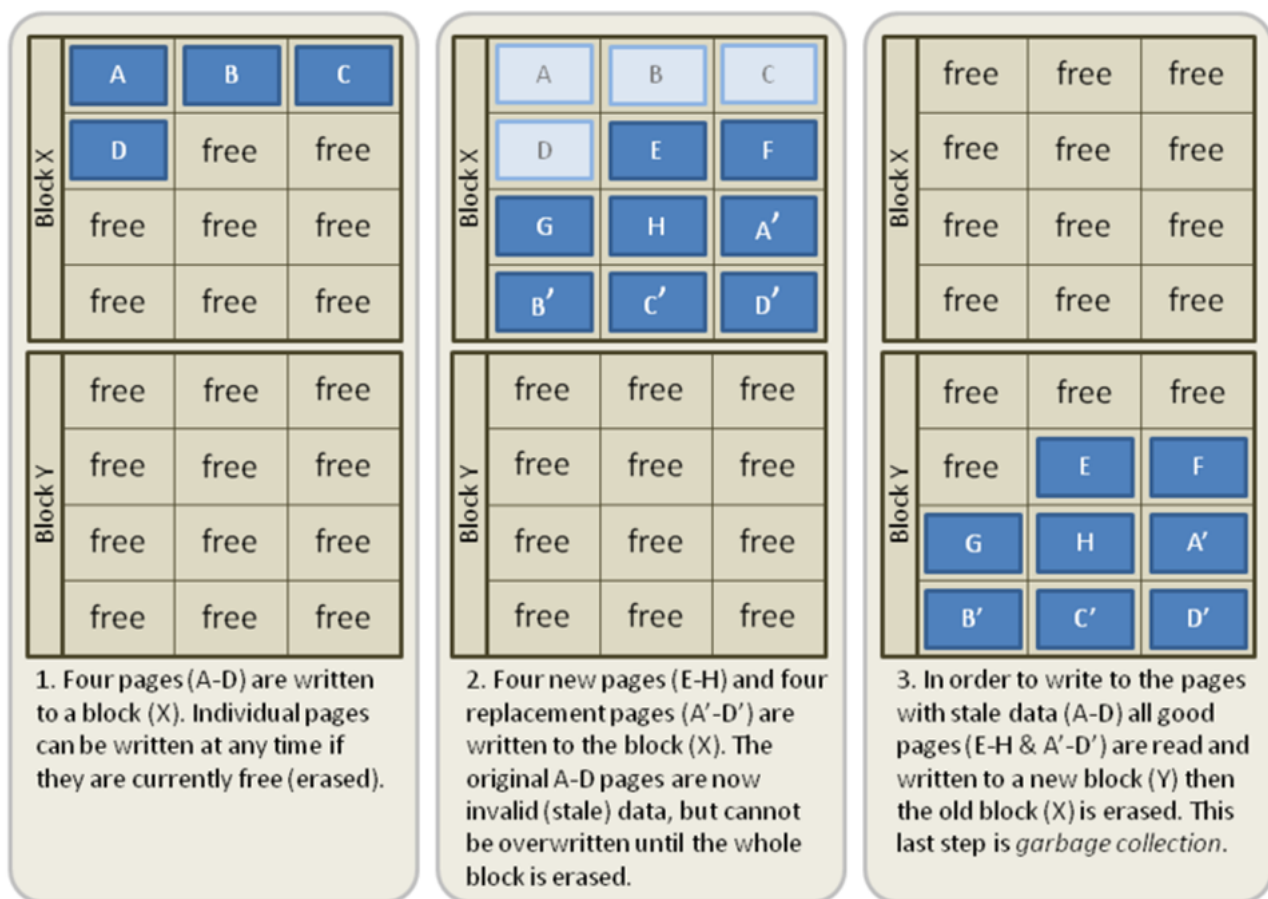 Block X
A B C
D free free
free free free
free free free
Block Y
free free free
free free free
free free free
free free free
1. Four pages (A-D) are written
to a block (X). Individual pages
can be written at any time if
they are currently free (erased).
Block X
A B C
D E F
G H A′
B′ C′ D′
Block Y
free free free
free free free
free free free
free free free
2. Four new pages (E-H) and four
replacement pages (A′-D′) are
written to the block (X). The
original A-D pages are now
invalid (stale) data, but cannot
be overwritten until the whole
block is erased.
Block X
free free free
free free free
free free free
free free free
Block Y
free free free
free E F
G H A′
B′ C′ D′
3. In order to write to the pages
with stale data (A-D) all good
pages (E-H & A′-D′) are read and
written to a new block (Y) then
the old block (X) is erased. This
last step is garbage collection.